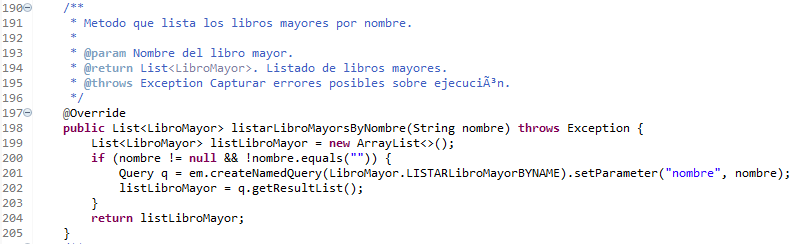 190 /**
191 * Metodo que lista los libros mayores por nombre.
192 *
193 * @param Nombre del libro mayor.
194 * @return List<LibroMayor>. Listado de libros mayores.
195 * @throws Exception Capturar errores posibles sobre ejecuciÃ³n.
196 */
197 @Override
198 public List<LibroMayor> listarLibroMayorsByNombre(String nombre) throws Exception {
199 List<LibroMayor> listLibroMayor = new ArrayList<>();
200 if (nombre != null && !nombre.equals("")) {
201 Query q = em.createNamedQuery(LibroMayor.LISTARLibroMayorBYNAME).setParameter("nombre", nombre);
202 listLibroMayor = q.getResultList();
203 }
204 return listLibroMayor;
205 }